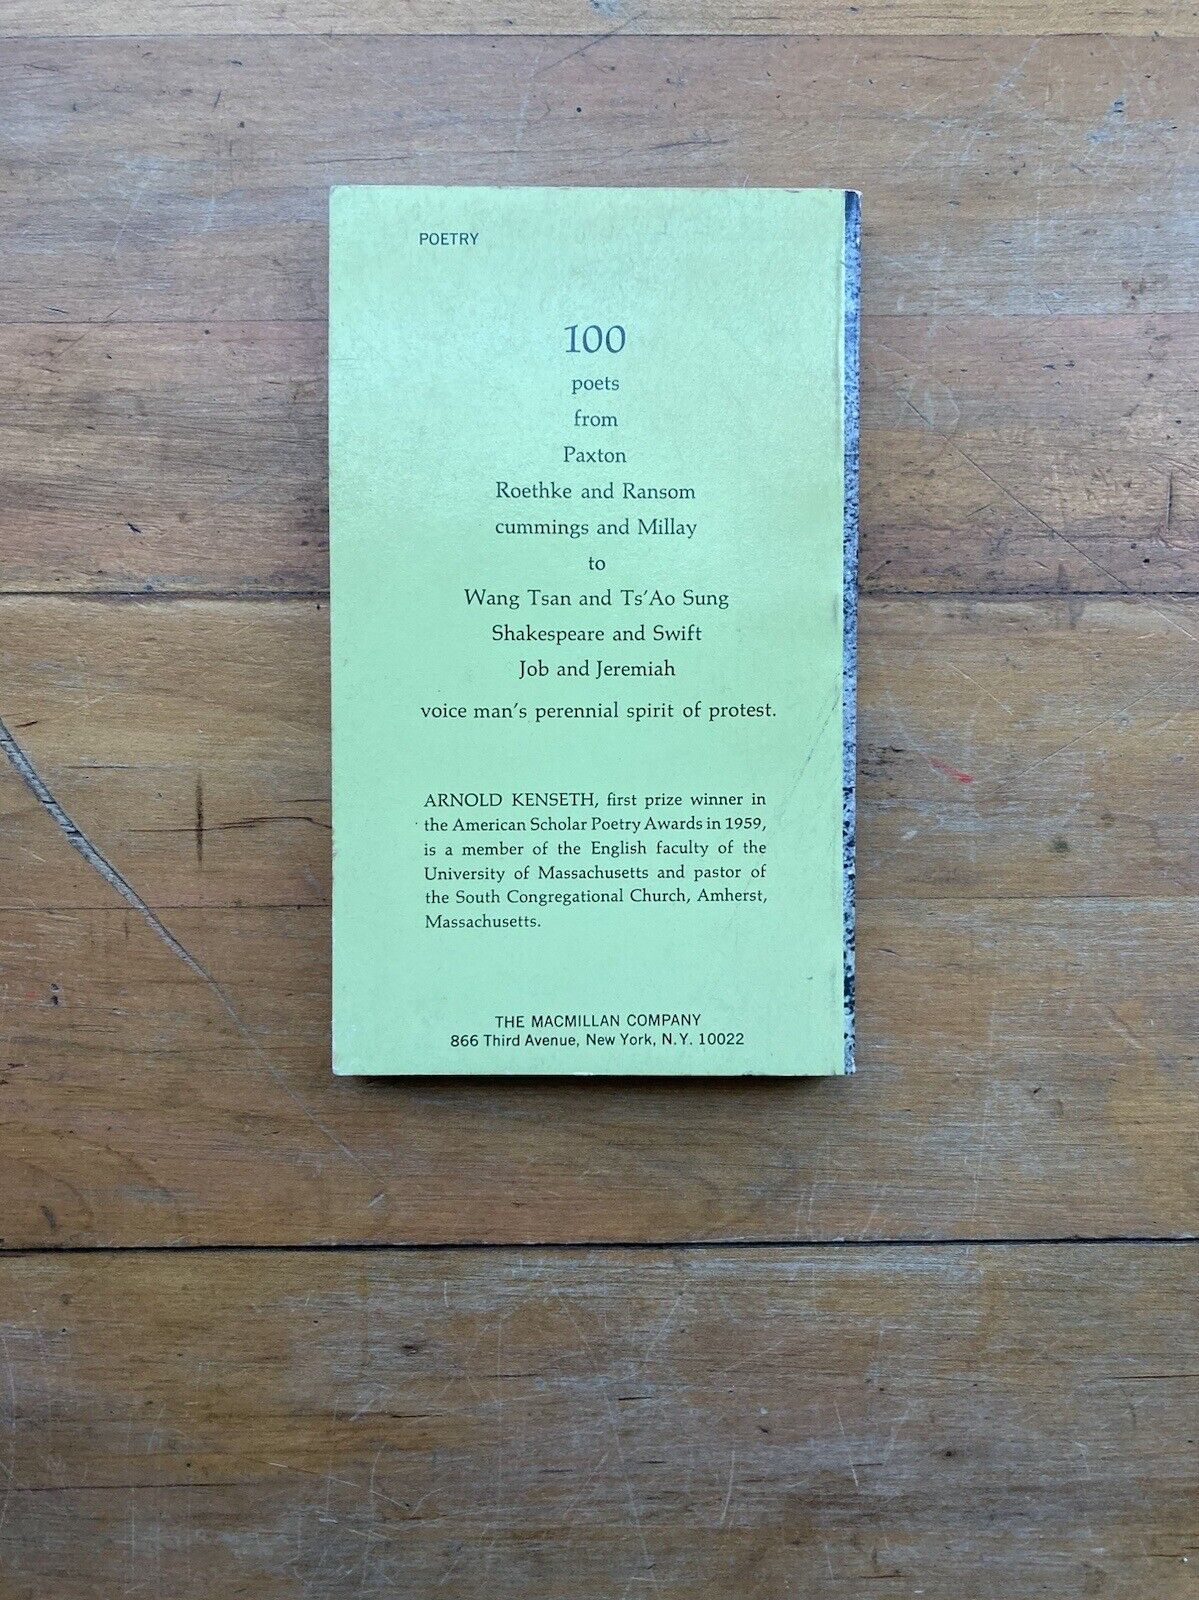 POETRY
100
poets
from
Paxton
Roethke and Ransom
cummings and Millay
to
Wang Tsan and Ts'Ao Sung
Shakespeare and Swift
Job and Jeremiah
voice man's perennial spirit of protest.
ARNOLD KENSETH, first prize winner in
the American Scholar Poetry Awards in 1959,
is a member of the English faculty of the
University of Massachusetts and pastor of
the South Congregational Church, Amherst,
Massachusetts.
THE MACMILLAN COMPANY
866 Third Avenue, New York, N.Y. 10022